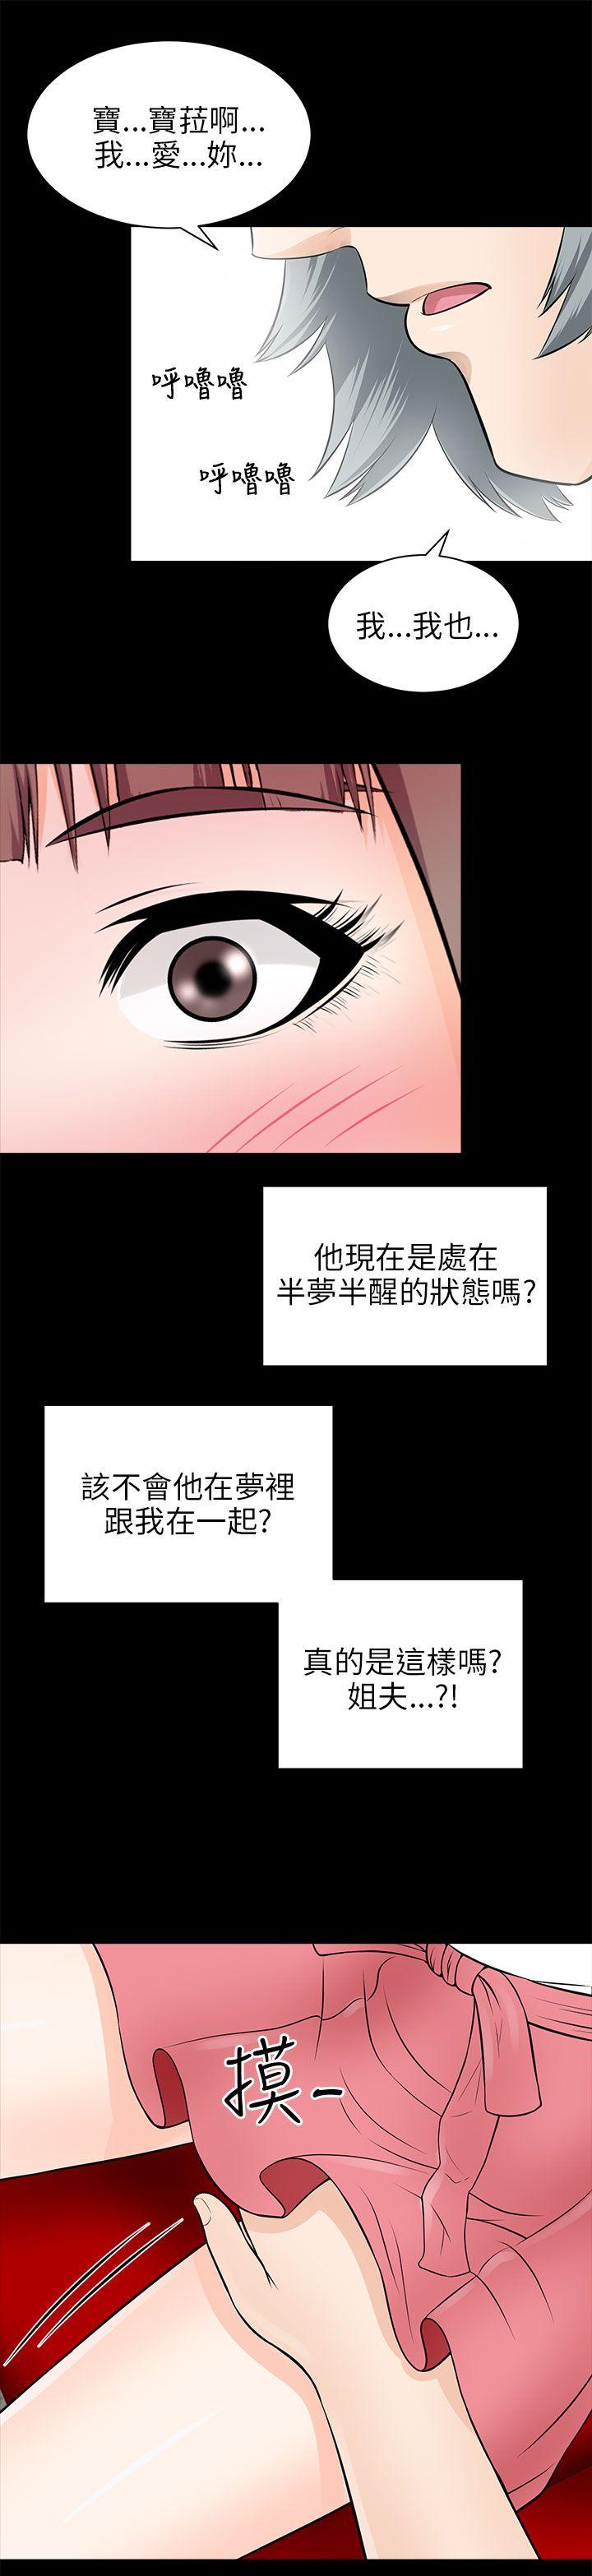 寶...寶菈啊...
我...愛...妳...
呼嚕嚕
呼嚕嚕
我...我也...
他現在是處在
半夢半醒的狀態嗎?
該不會他在夢裡
跟我在一起?
真的是這樣嗎?
姐夫...?!
摸-